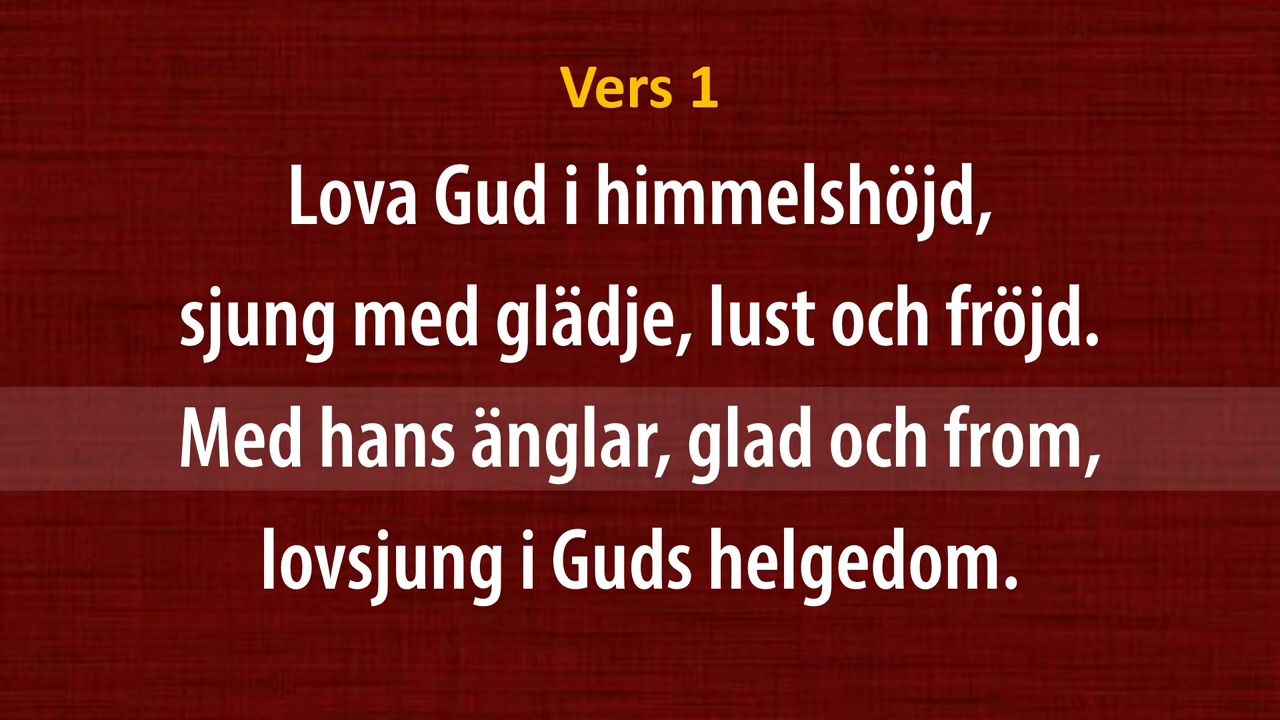 Vers 1
Lova Gud i himmelshöjd,
sjung med glädje, lust och fröjd.
Med hans änglar, glad och from,
lovsjung i Guds helgedom.